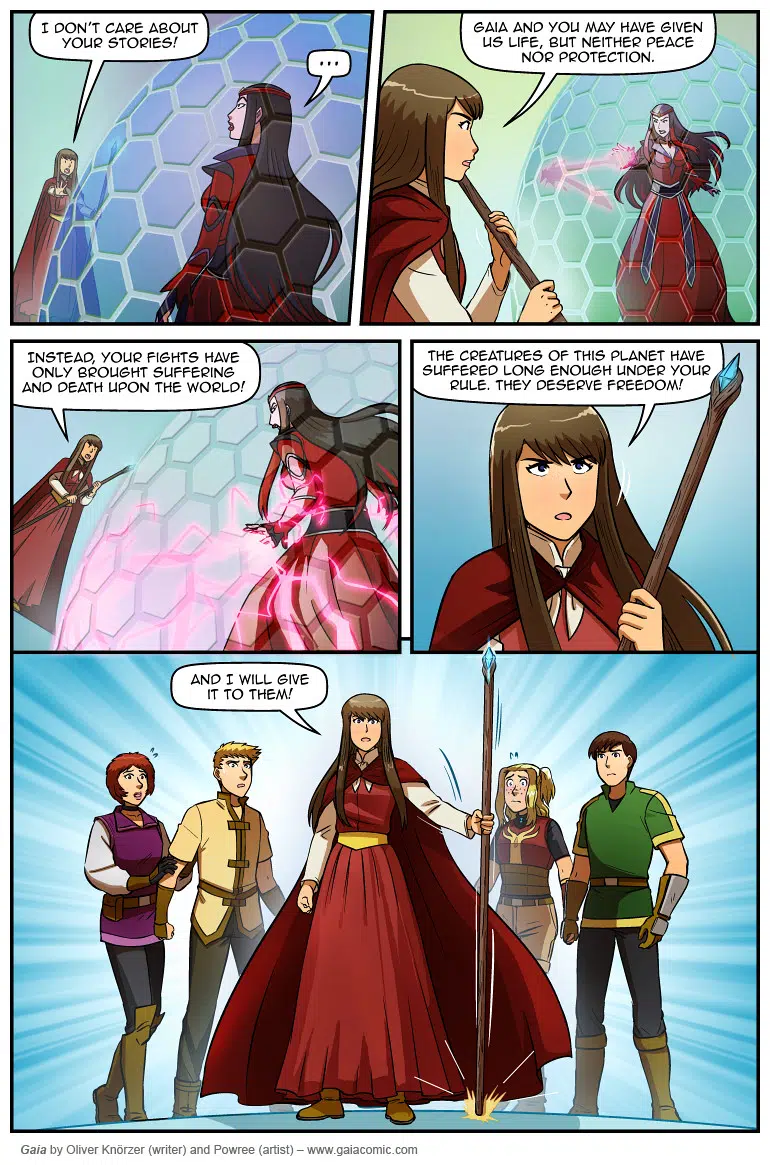 I DON'T CARE ABOUT
YOUR STORIES!
...
GAIA AND YOU MAY HAVE GIVEN
US LIFE, BUT NEITHER PEACE
NOR PROTECTION.
INSTEAD, YOUR FIGHTS HAVE
ONLY BROUGHT SUFFERING
AND DEATH UPON THE WORLD!
THE CREATURES OF THIS PLANET HAVE
SUFFERED LONG ENOUGH UNDER YOUR
RULE. THEY DESERVE FREEDOM!
AND I WILL GIVE
IT TO THEM!
Gaia by Oliver Knörzer (writer) and Powree (artist) – www.gaiacomic.com